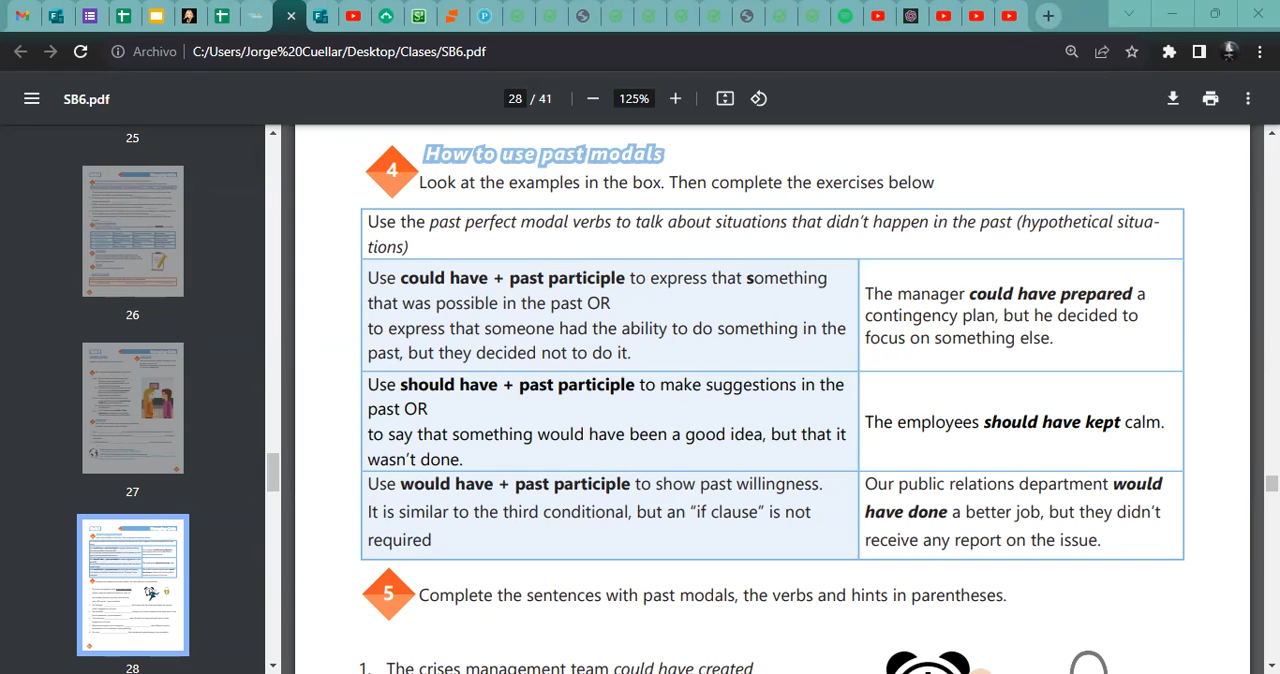 Archivo C:/Users/Jorge%20Cuellar/Desktop/Clases/SB6.pdf
SB6.pdf 28 / 41 125%
25
26
27
28
4 How to use past modals
Look at the examples in the box. Then complete the exercises below
Use the past perfect modal verbs to talk about situations that didn't happen in the past (hypothetical situa-
tions)
Use could have + past participle to express that something
that was possible in the past OR
to express that someone had the ability to do something in the
past, but they decided not to do it.
The manager could have prepared a
contingency plan, but he decided to
focus on something else.
Use should have + past participle to make suggestions in the
past OR
to say that something would have been a good idea, but that it
wasn't done.
The employees should have kept calm.
Use would have + past participle to show past willingness.
It is similar to the third conditional, but an “if clause” is not
required
Our public relations department would
have done a better job, but they didn't
receive any report on the issue.
5 Complete the sentences with past modals, the verbs and hints in parentheses.
1. The crises management team could have created